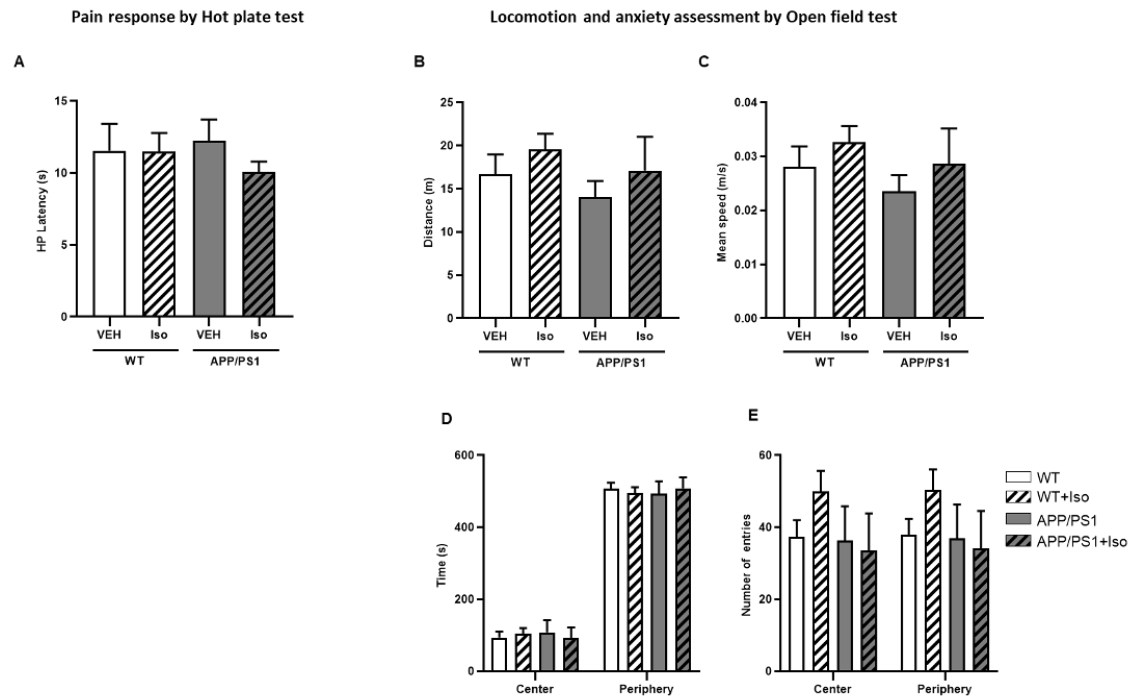 Pain response by Hot plate test
Locomotion and anxiety assessment by Open field test
A
HP Latency (s)
15
10
5
0
VEH Iso VEH Iso
WT APP/PS1
B
Distance (m)
25
20
15
10
5
0
VEH Iso VEH Iso
WT APP/PS1
C
Mean speed (m/s)
0.04
0.03
0.02
0.01
0.00
VEH Iso VEH Iso
WT APP/PS1
D
Time (s)
600
400
200
0
Center Periphery
E
Number of entries
60
40
20
0
Center Periphery
WT
WT+Iso
APP/PS1
APP/PS1+Iso